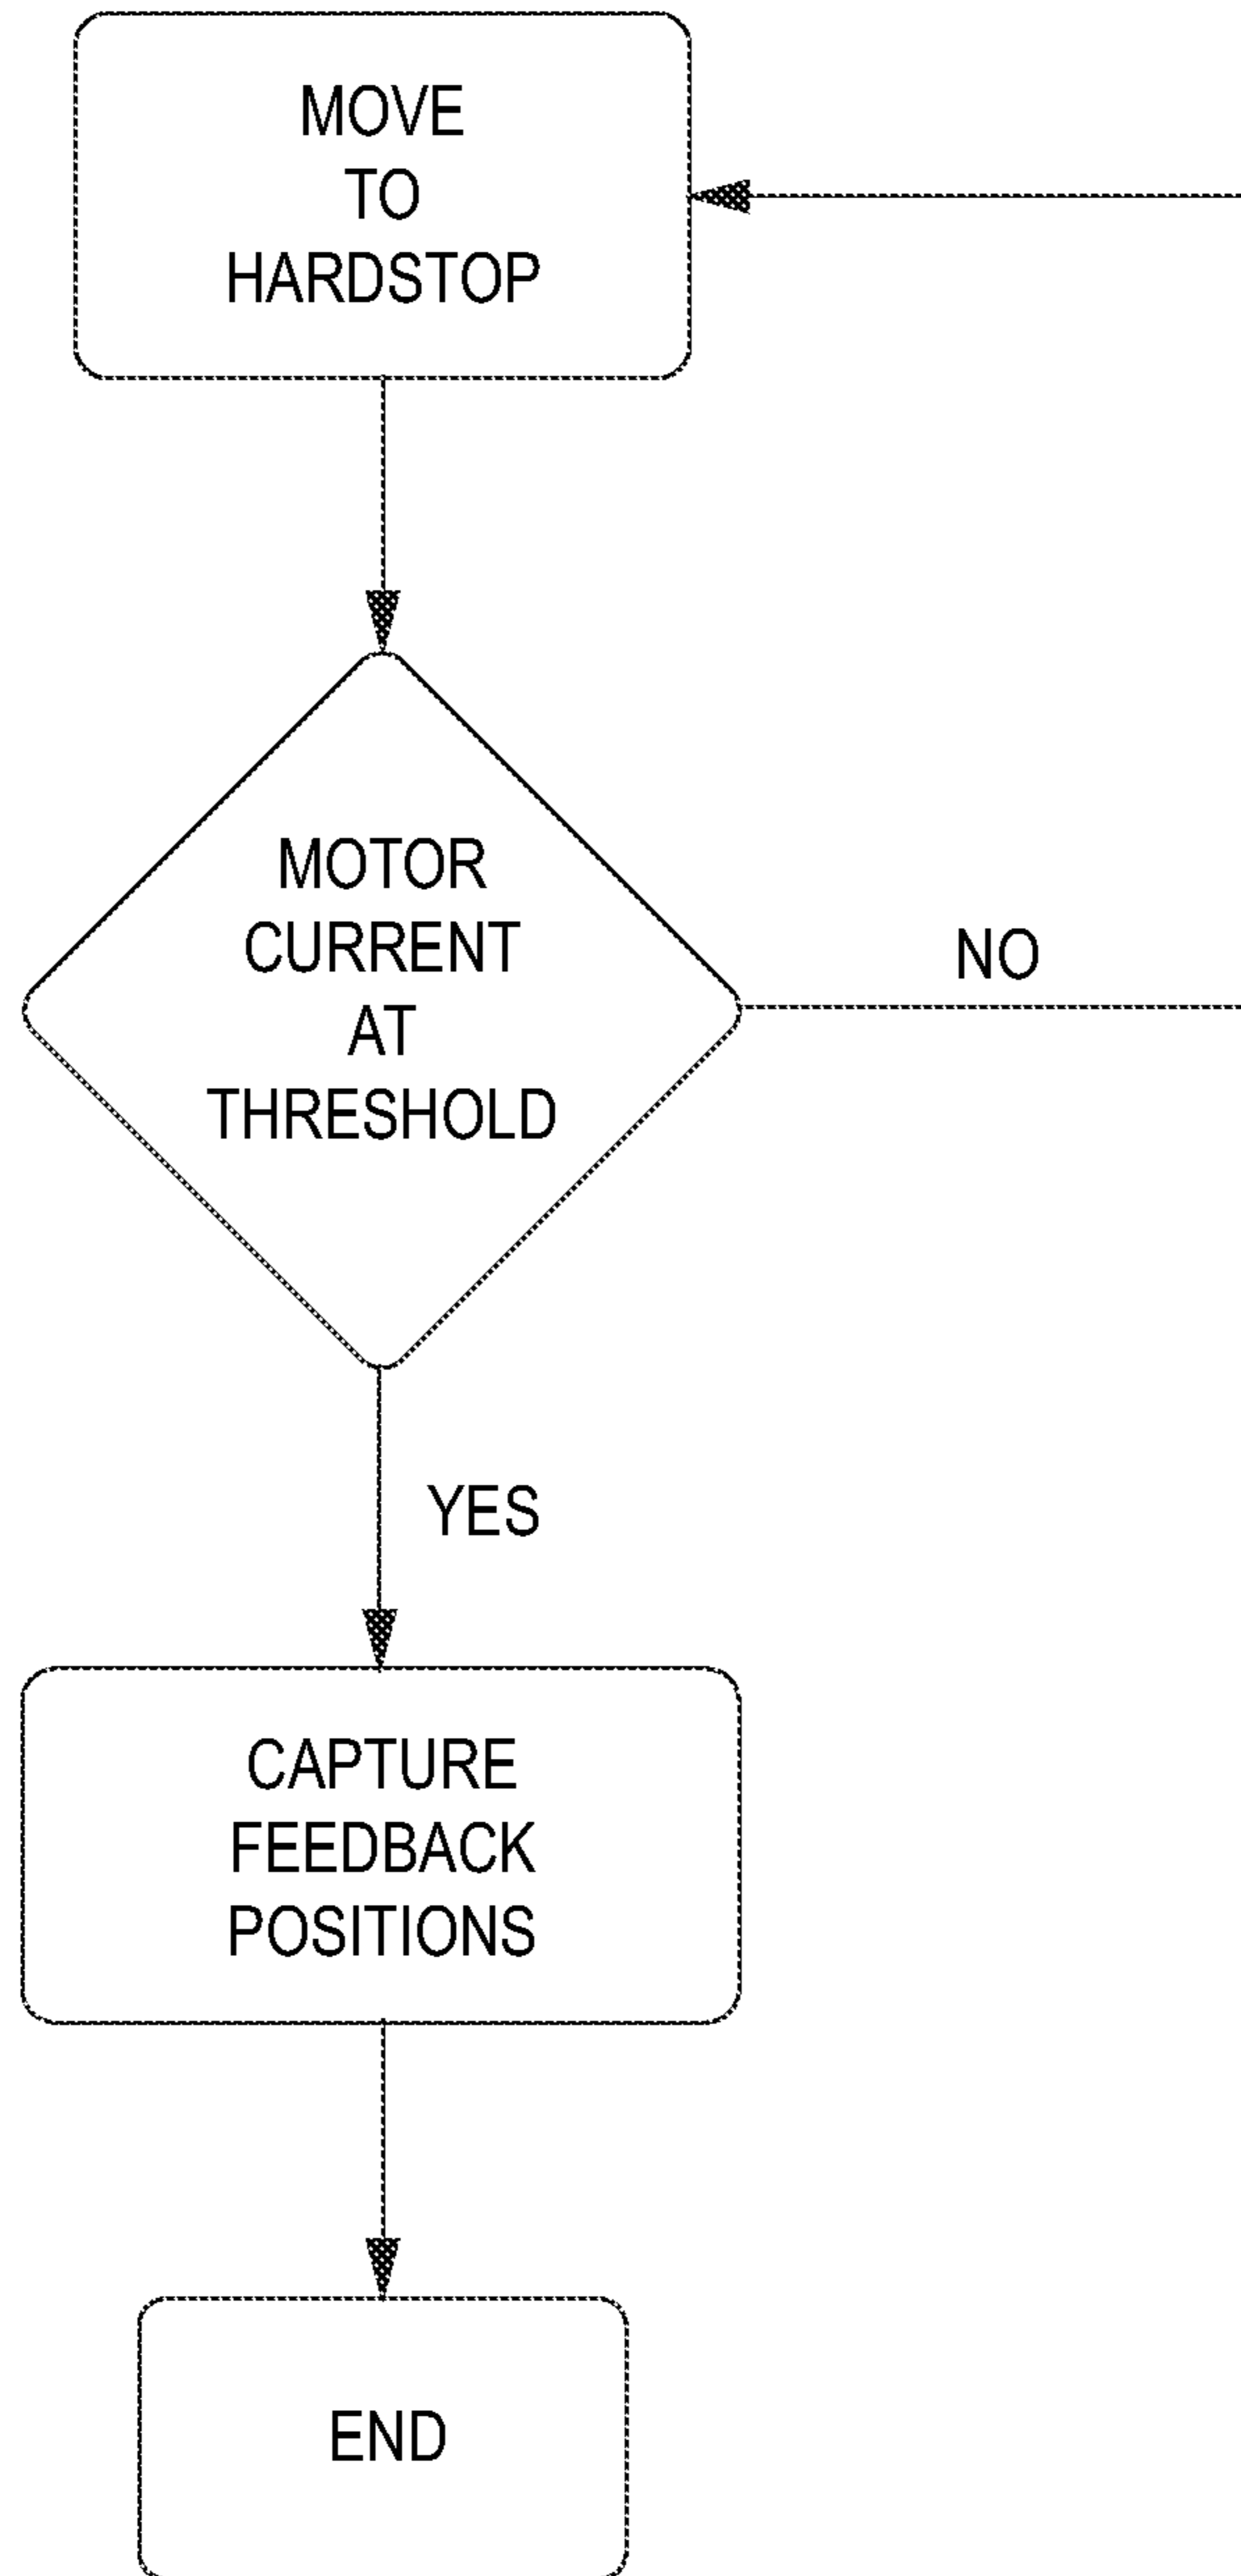 MOVE
TO
HARDSTOP
MOTOR
CURRENT
AT
THRESHOLD
NO
YES
CAPTURE
FEEDBACK
POSITIONS
END